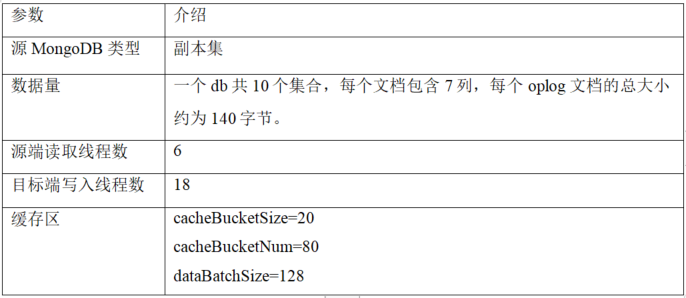 参数 介绍
源 MongoDB 类型 副本集
数据量 一个 db 共 10 个集合，每个文档包含 7 列，每个 oplog 文档的总大小
约为 140 字节。
源端读取线程数 6
目标端写入线程数 18
缓存区 cacheBucketSize=20
cacheBucketNum=80
dataBatchSize=128